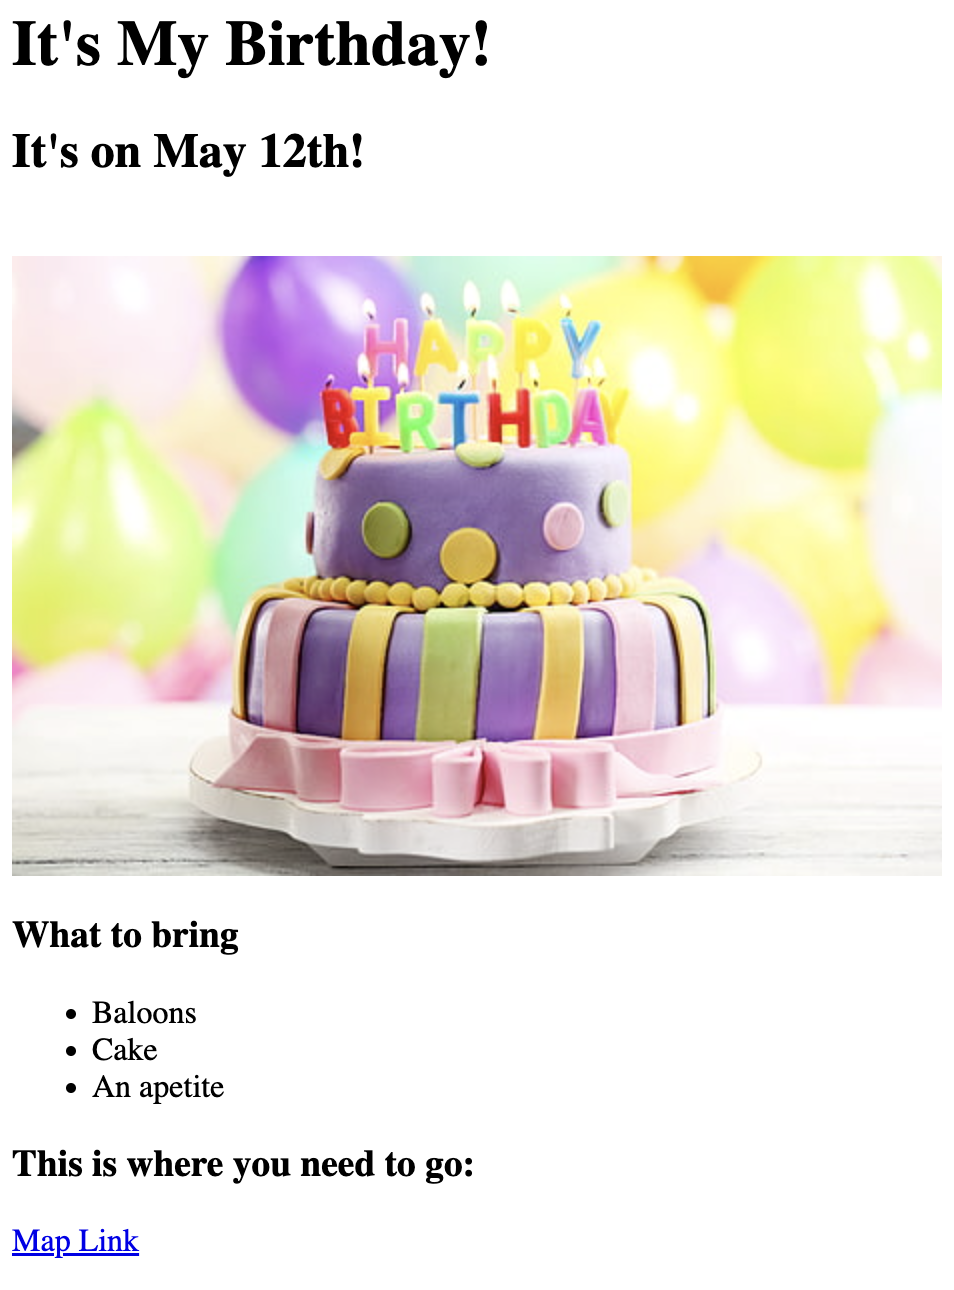 It's My Birthday!
It's on May 12th!
HAPPY
BIRTHDAY
What to bring
Baloons
Cake
An apetite
This is where you need to go:
Map Link